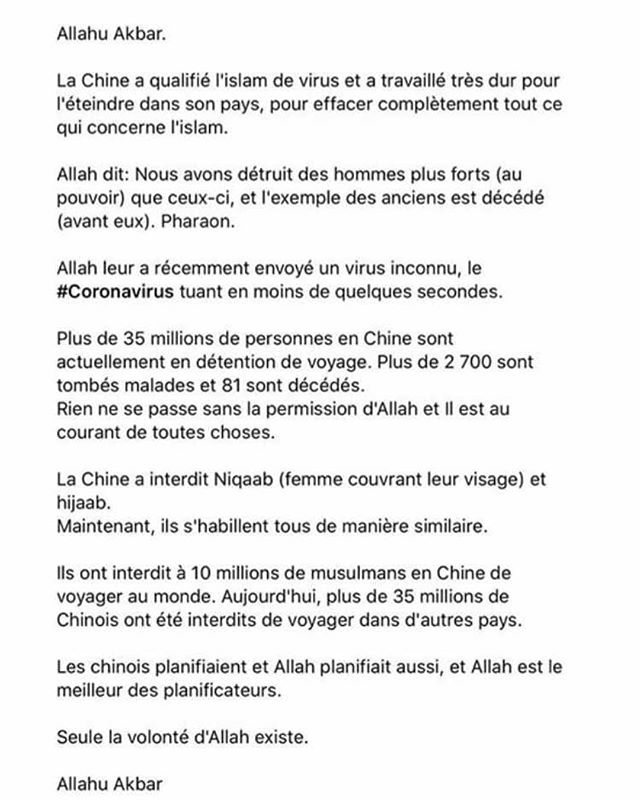 Allahu Akbar.
La Chine a qualifié l'islam de virus et a travaillé très dur pour
l'éteindre dans son pays, pour effacer complètement tout ce
qui concerne l'islam.
Allah dit: Nous avons détruit des hommes plus forts (au
pouvoir) que ceux-ci, et l'exemple des anciens est décédé
(avant eux). Pharaon.
Allah leur a récemment envoyé un virus inconnu, le
#Coronavirus tuant en moins de quelques secondes.
Plus de 35 millions de personnes en Chine sont
actuellement en détention de voyage. Plus de 2 700 sont
tombés malades et 81 sont décédés.
Rien ne se passe sans la permission d'Allah et Il est au
courant de toutes choses.
La Chine a interdit Niqaab (femme couvrant leur visage) et
hijaab.
Maintenant, ils s'habillent tous de manière similaire.
Ils ont interdit à 10 millions de musulmans en Chine de
voyager au monde. Aujourd'hui, plus de 35 millions de
Chinois ont été interdits de voyager dans d'autres pays.
Les chinois planifiaient et Allah planifiait aussi, et Allah est le
meilleur des planificateurs.
Seule la volonté d'Allah existe.
Allahu Akbar